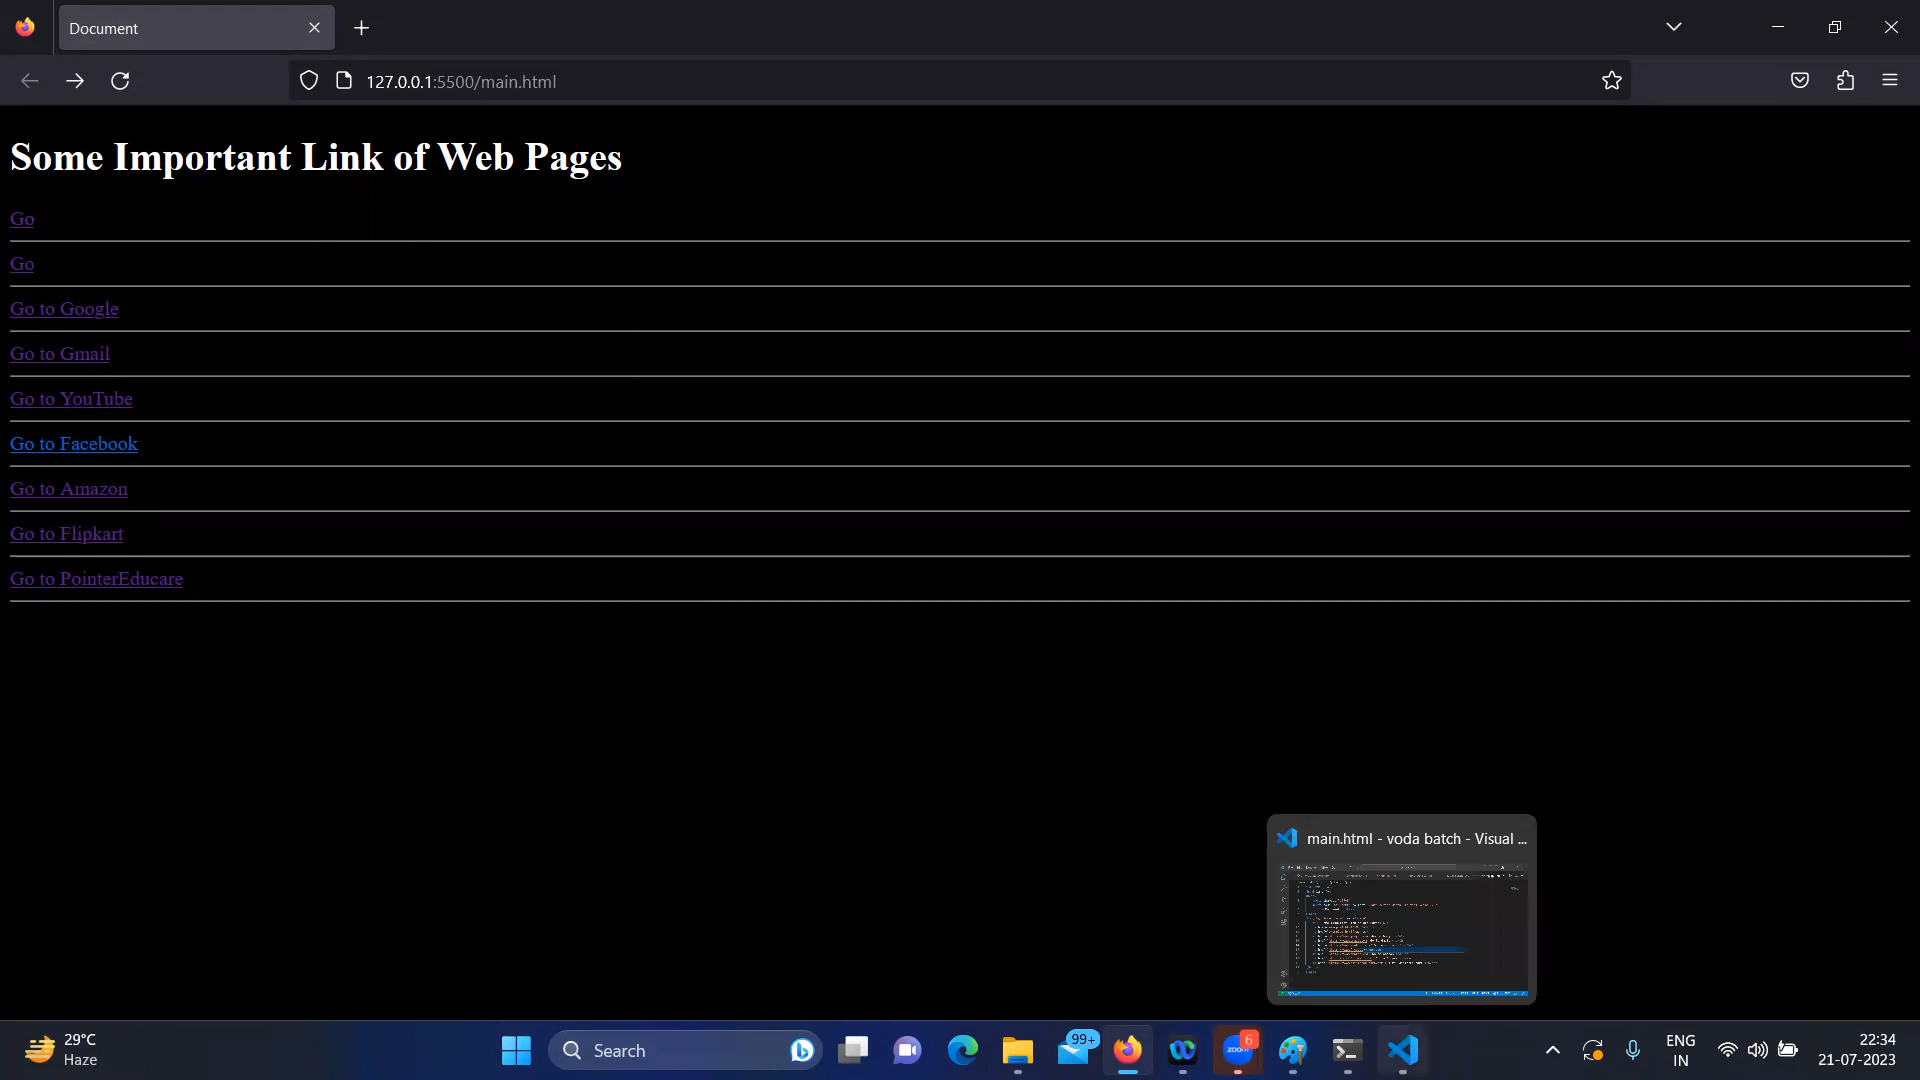 Document
127.0.0.1:5500/main.html
Some Important Link of Web Pages
Go
Go
Go to Google
Go to Gmail
Go to YouTube
Go to Facebook
Go to Amazon
Go to Flipkart
Go to PointerEducare
main.html - voda batch - Visual ...
29°C
Haze
Search
99+
zoom
6
ENG
IN
22:34
21-07-2023